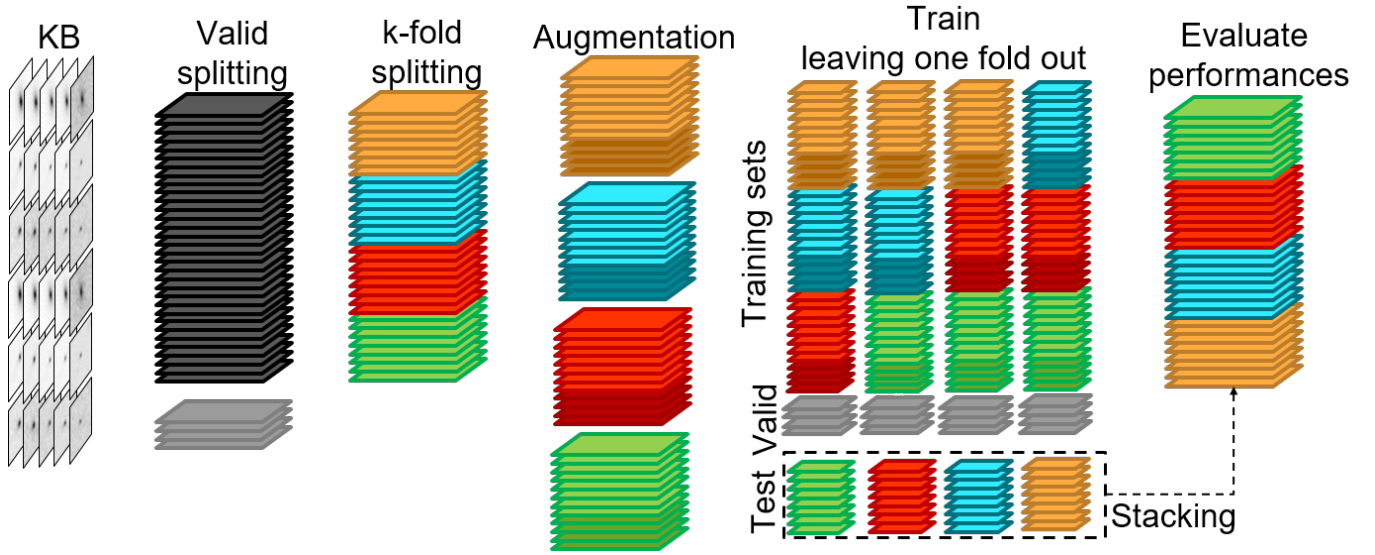 KB
Valid
splitting
k-fold
splitting
Augmentation
Train
leaving one fold out
Evaluate
performances
Training sets
Valid
Test
Stacking